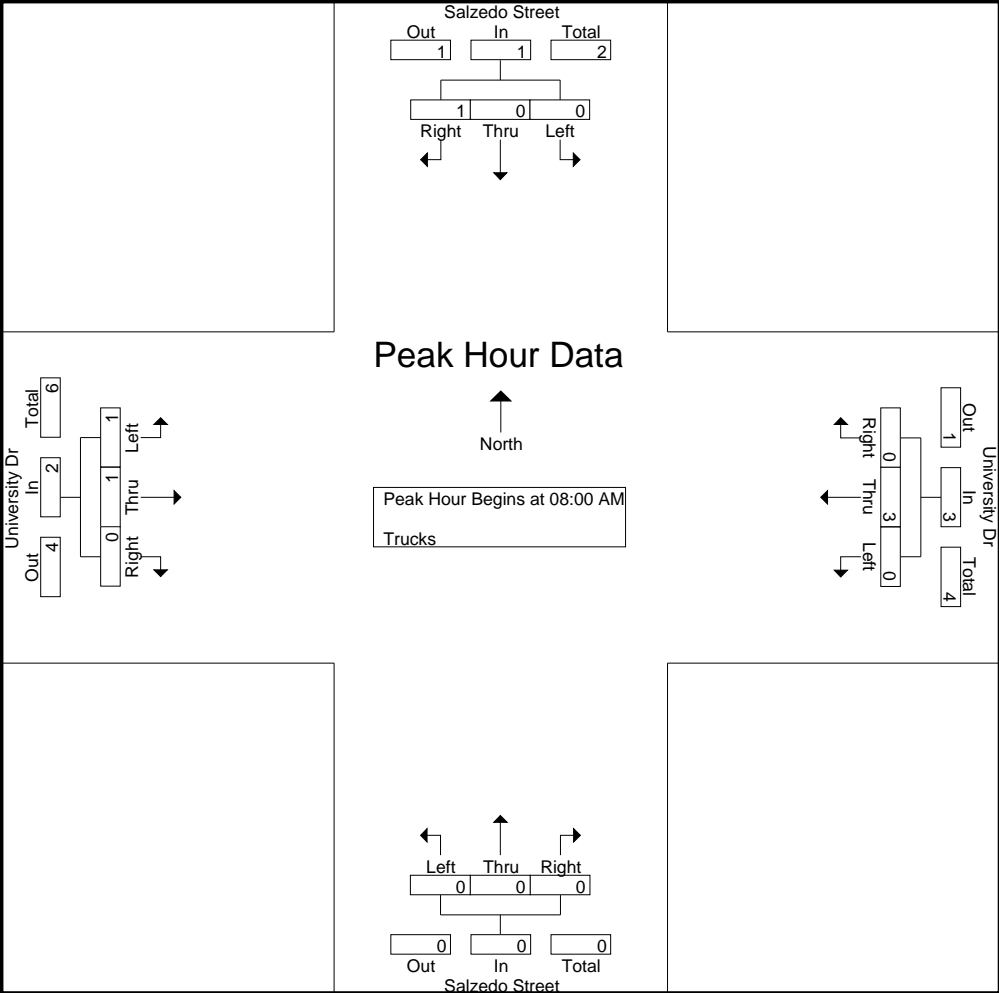 Salzedo Street
Out In Total
1 1 2
1 0 0
Right Thru Left
Peak Hour Data
North
Peak Hour Begins at 08:00 AM
Trucks
University Dr
Out In Total
4 2 6
1 1 0
Left Thru Right
University Dr
Out In Total
1 3 4
0 3 0
Right Thru Left
Left Thru Right
0 0 0
0 0 0
Out In Total
Salzedo Street